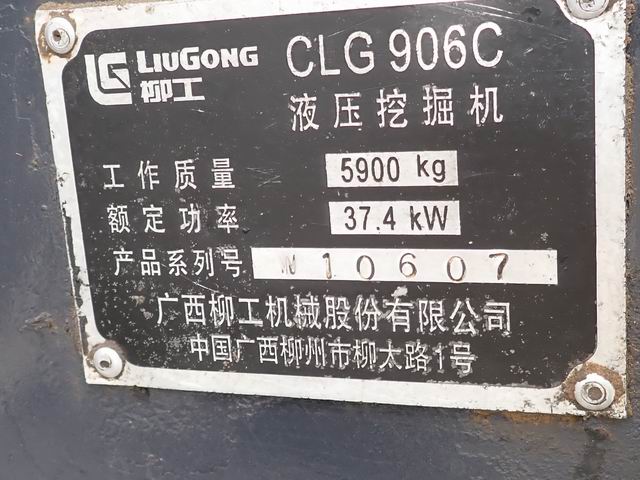 LIUGONG CLG 906C
柳工 液压挖掘机
工作质量 5900 kg
额定功率 37.4 kW
产品系列号 W10607
广西柳工机械股份有限公司
中国广西柳州市柳太路1号